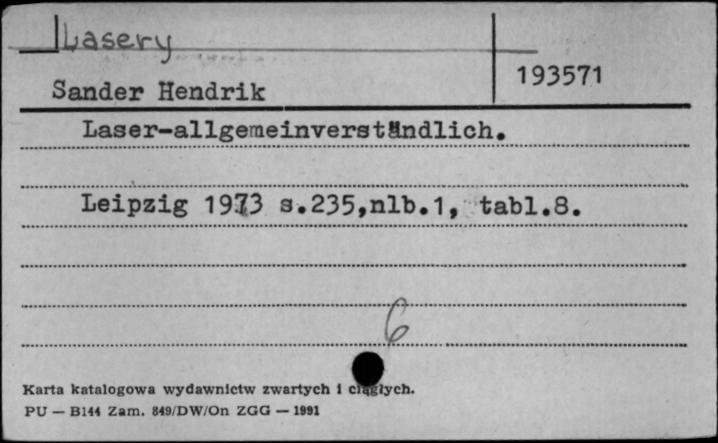 Lasery
193571
Sander Hendrik
Laser-allgemeinverständlich.
Leipzig 1973 s.235,nlb.1, tabl.8.
6
Karta katalogowa wydawnictw zwartych i ciągłych.
PU — B144 Zam. 849/DW/On ZGG — 1991